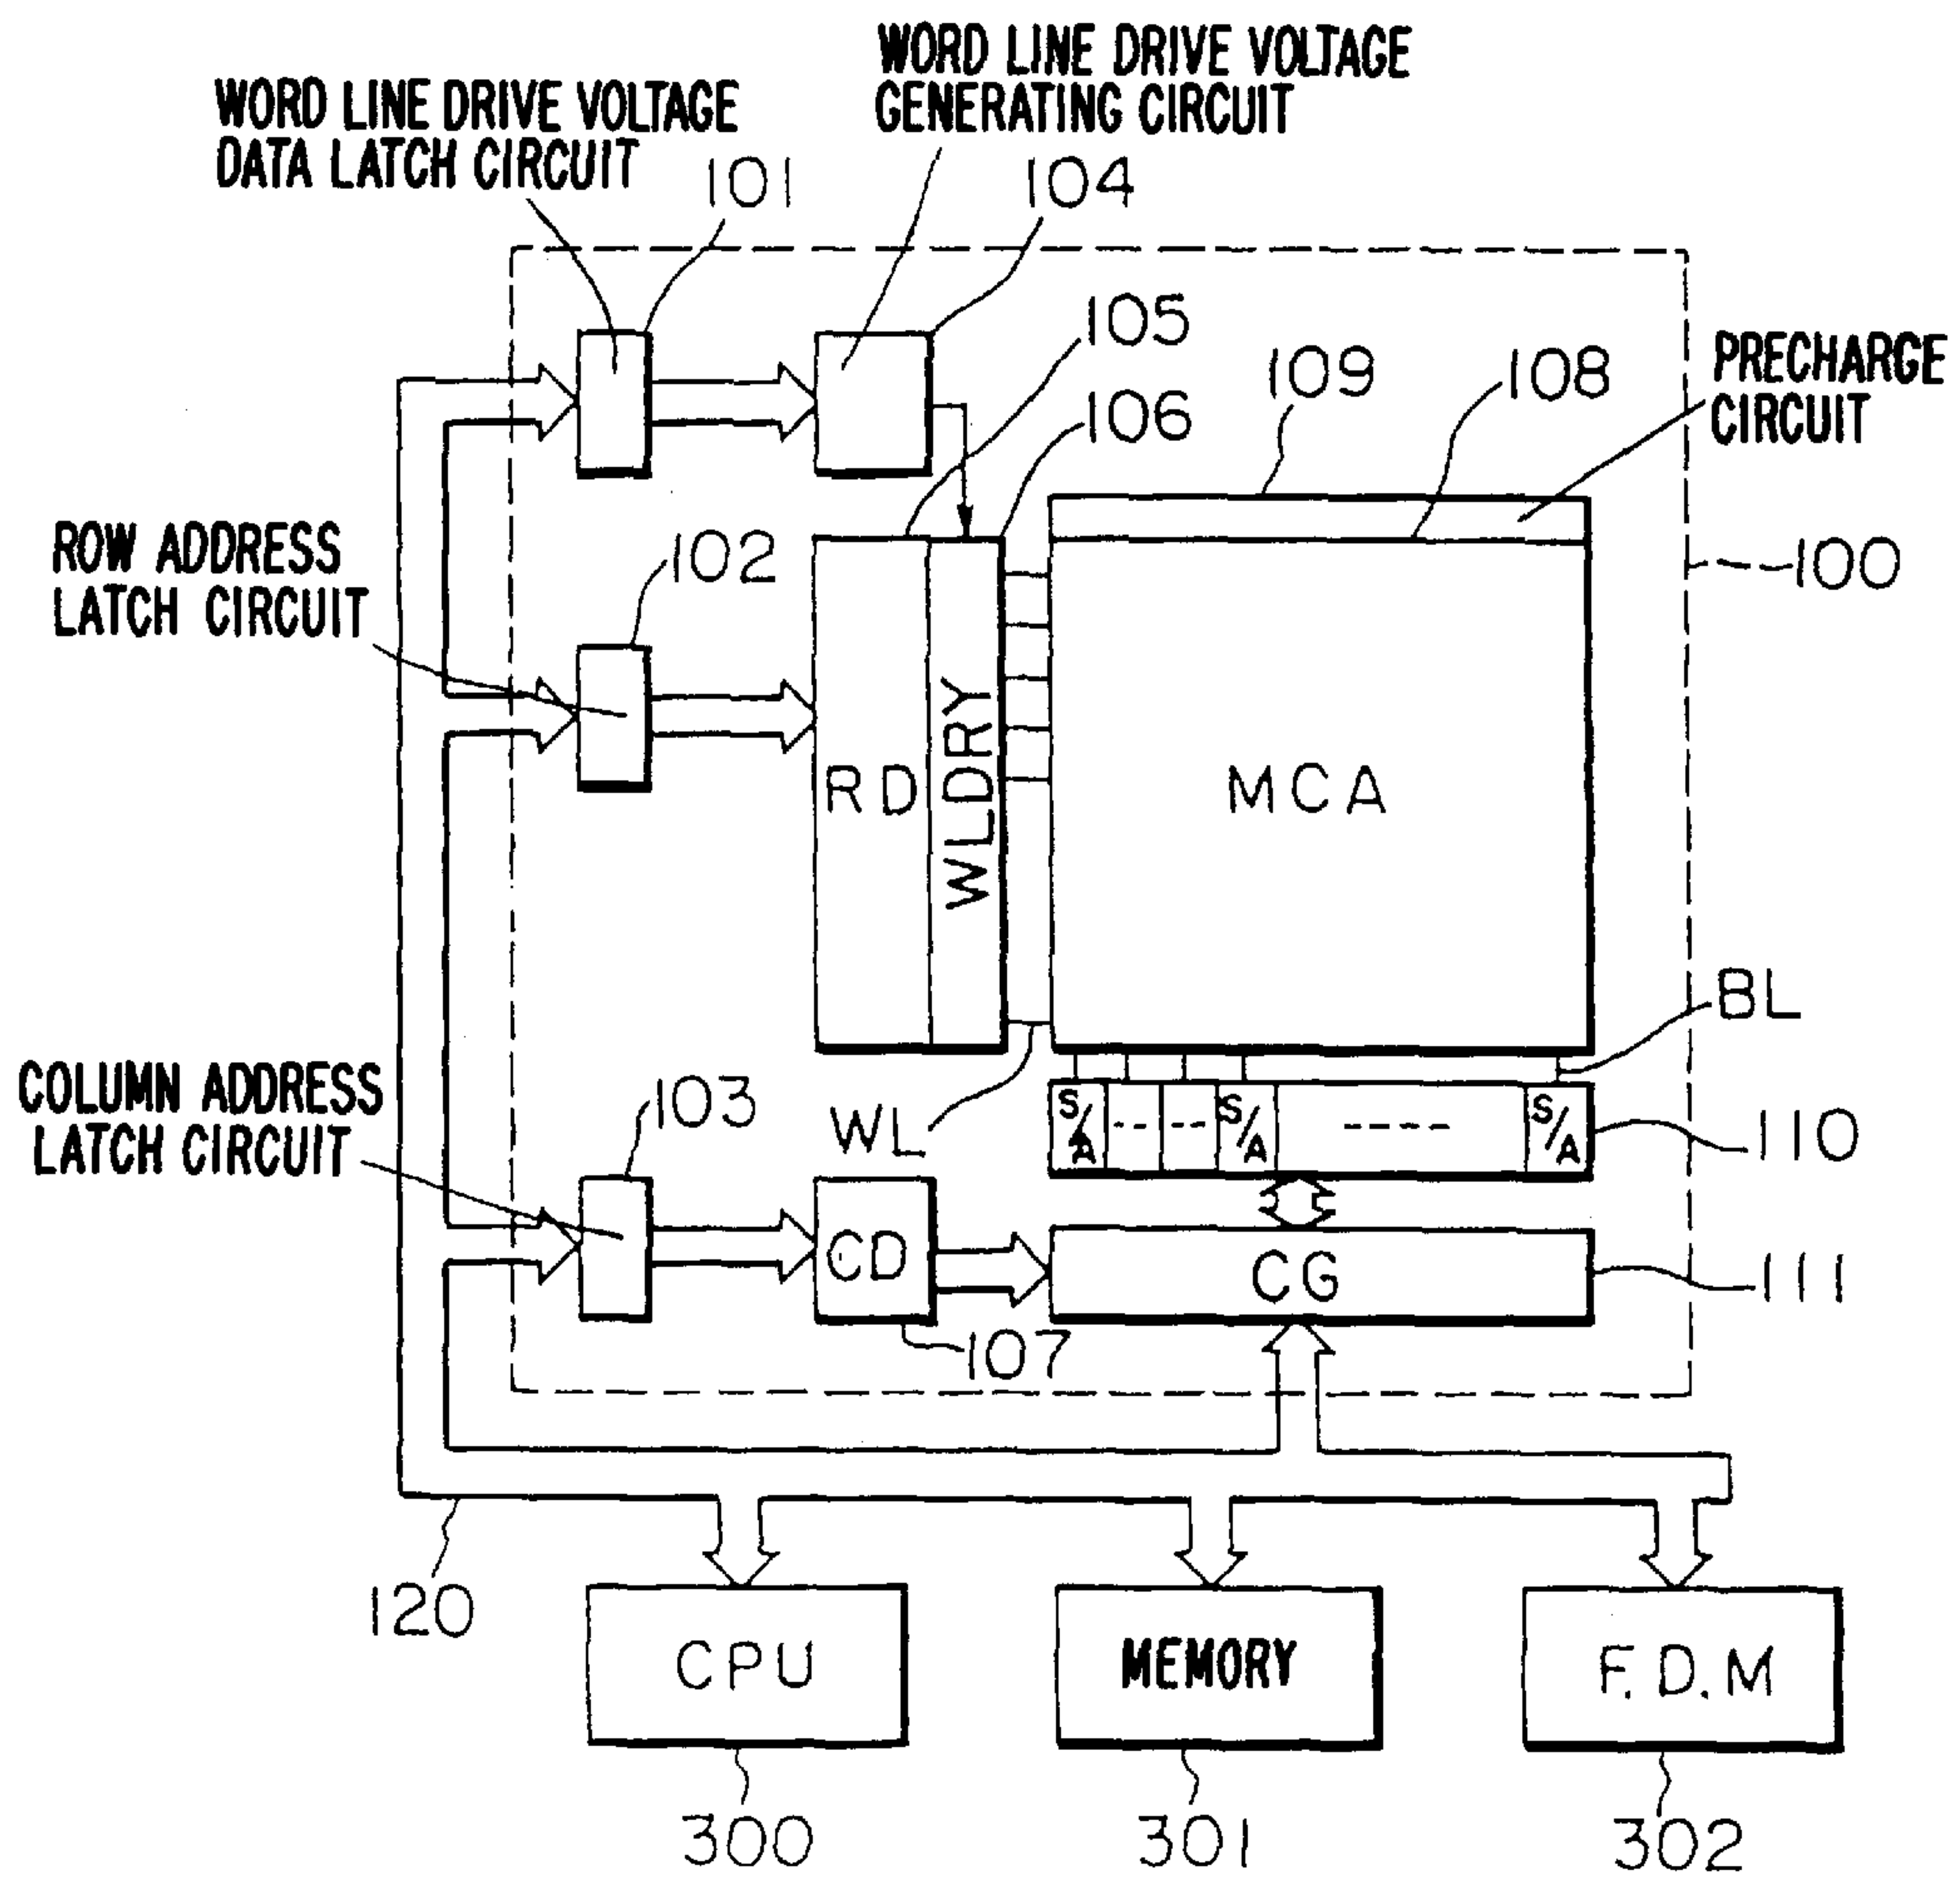 WORD LINE DRIVE VOLTAGE
GENERATING CIRCUIT
WORD LINE DRIVE VOLTAGE
DATA LATCH CIRCUIT
101
104
105
106
109
108
PRECHARGE
CIRCUIT
ROW ADDRESS
LATCH CIRCUIT
102
100
RD
WLDRY
MCA
BL
COLUMN ADDRESS
LATCH CIRCUIT
103
WL
S/A -- -- S/A ---- S/A
110
CD
CG
111
107
120
CPU
MEMORY
F.D.M
300
301
302